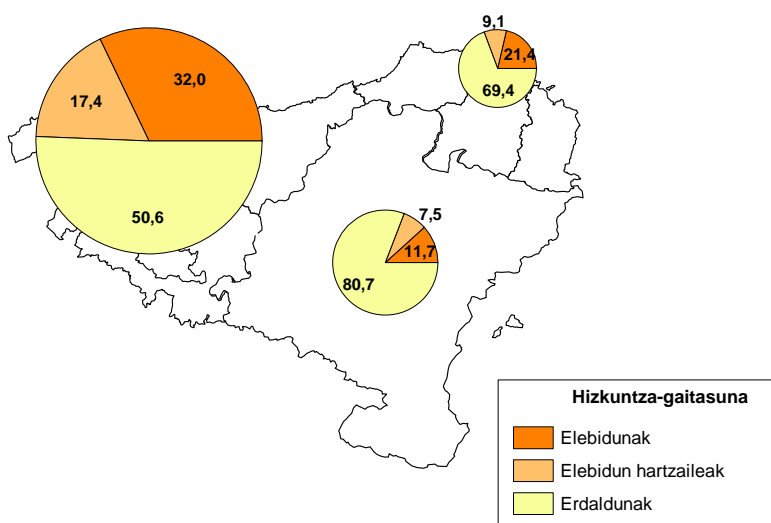 9,1
21,4
69,4
32,0
17,4
50,6
7,5
11,7
80,7
Hizkuntza-gaitasuna
Elebidunak
Elebidun hartzaileak
Erdaldunak